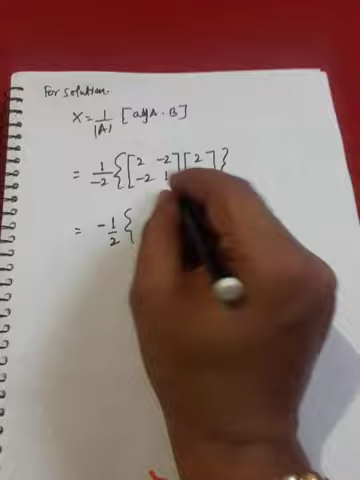 For solution.
X = 1/|A| [adjA · B]
= 1/-2 { [ 2 -2 ] [ 2 ] }
-2 1
= -1/2 {